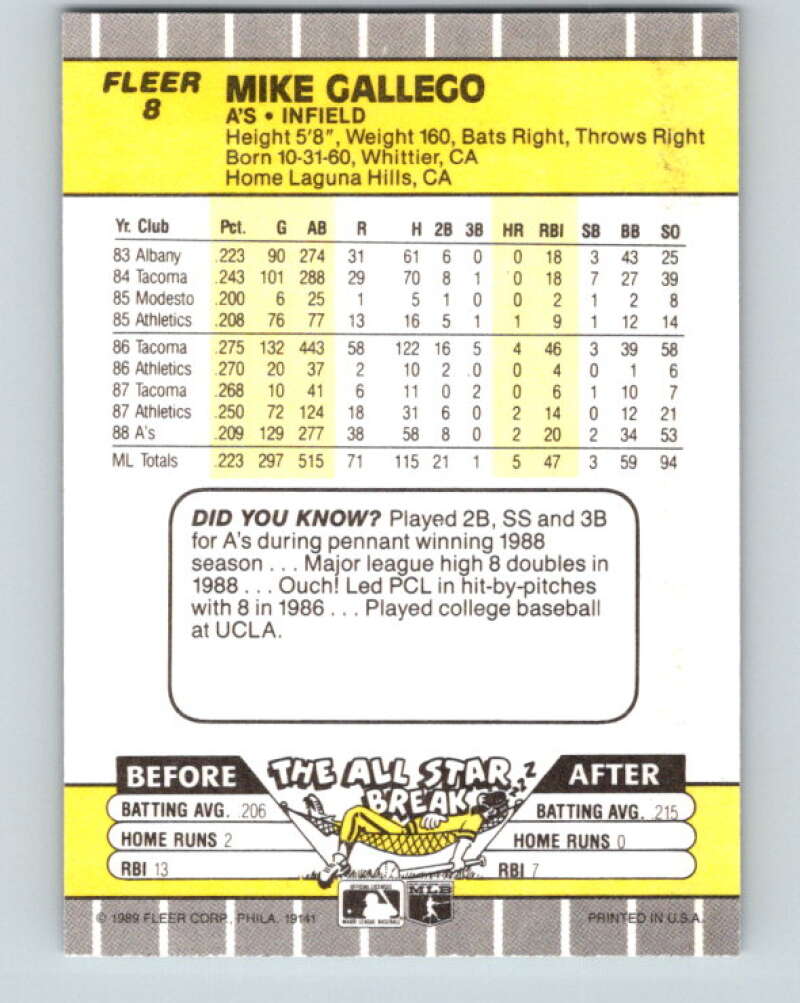 FLEER
8
MIKE GALLEGO
A'S • INFIELD
Height 5'8", Weight 160, Bats Right, Throws Right
Born 10-31-60, Whittier, CA
Home Laguna Hills, CA
Yr. Club Pct. G AB R H 2B 3B HR RBI SB BB SO
83 Albany .223 90 274 31 61 6 0 0 18 3 43 25
84 Tacoma .243 101 288 29 70 8 1 0 18 7 27 39
85 Modesto .200 6 25 1 5 1 0 0 2 1 2 8
85 Athletics .208 76 77 13 16 5 1 1 9 1 12 14
86 Tacoma .275 132 443 58 122 16 5 4 46 3 39 58
86 Athletics .270 20 37 2 10 2 0 0 4 0 1 6
87 Tacoma .268 10 41 6 11 0 2 0 6 1 10 7
87 Athletics .250 72 124 18 31 6 0 2 14 0 12 21
88 A's .209 129 277 38 58 8 0 2 20 2 34 53
ML Totals .223 297 515 71 115 21 1 5 47 3 59 94
DID YOU KNOW? Played 2B, SS and 3B
for A's during pennant winning 1988
season . . . Major league high 8 doubles in
1988 . . . Ouch! Led PCL in hit-by-pitches
with 8 in 1986 . . . Played college baseball
at UCLA.
THE ALL STAR
BREAK
ZZZZ
BEFORE
BATTING AVG. .206
HOME RUNS 2
RBI 13
AFTER
BATTING AVG. .215
HOME RUNS 0
RBI 7
OFFICIAL LICENSEE
MAJOR LEAGUE BASEBALL
MLB
© 1989 FLEER CORP., PHILA. 19141
PRINTED IN U.S.A.